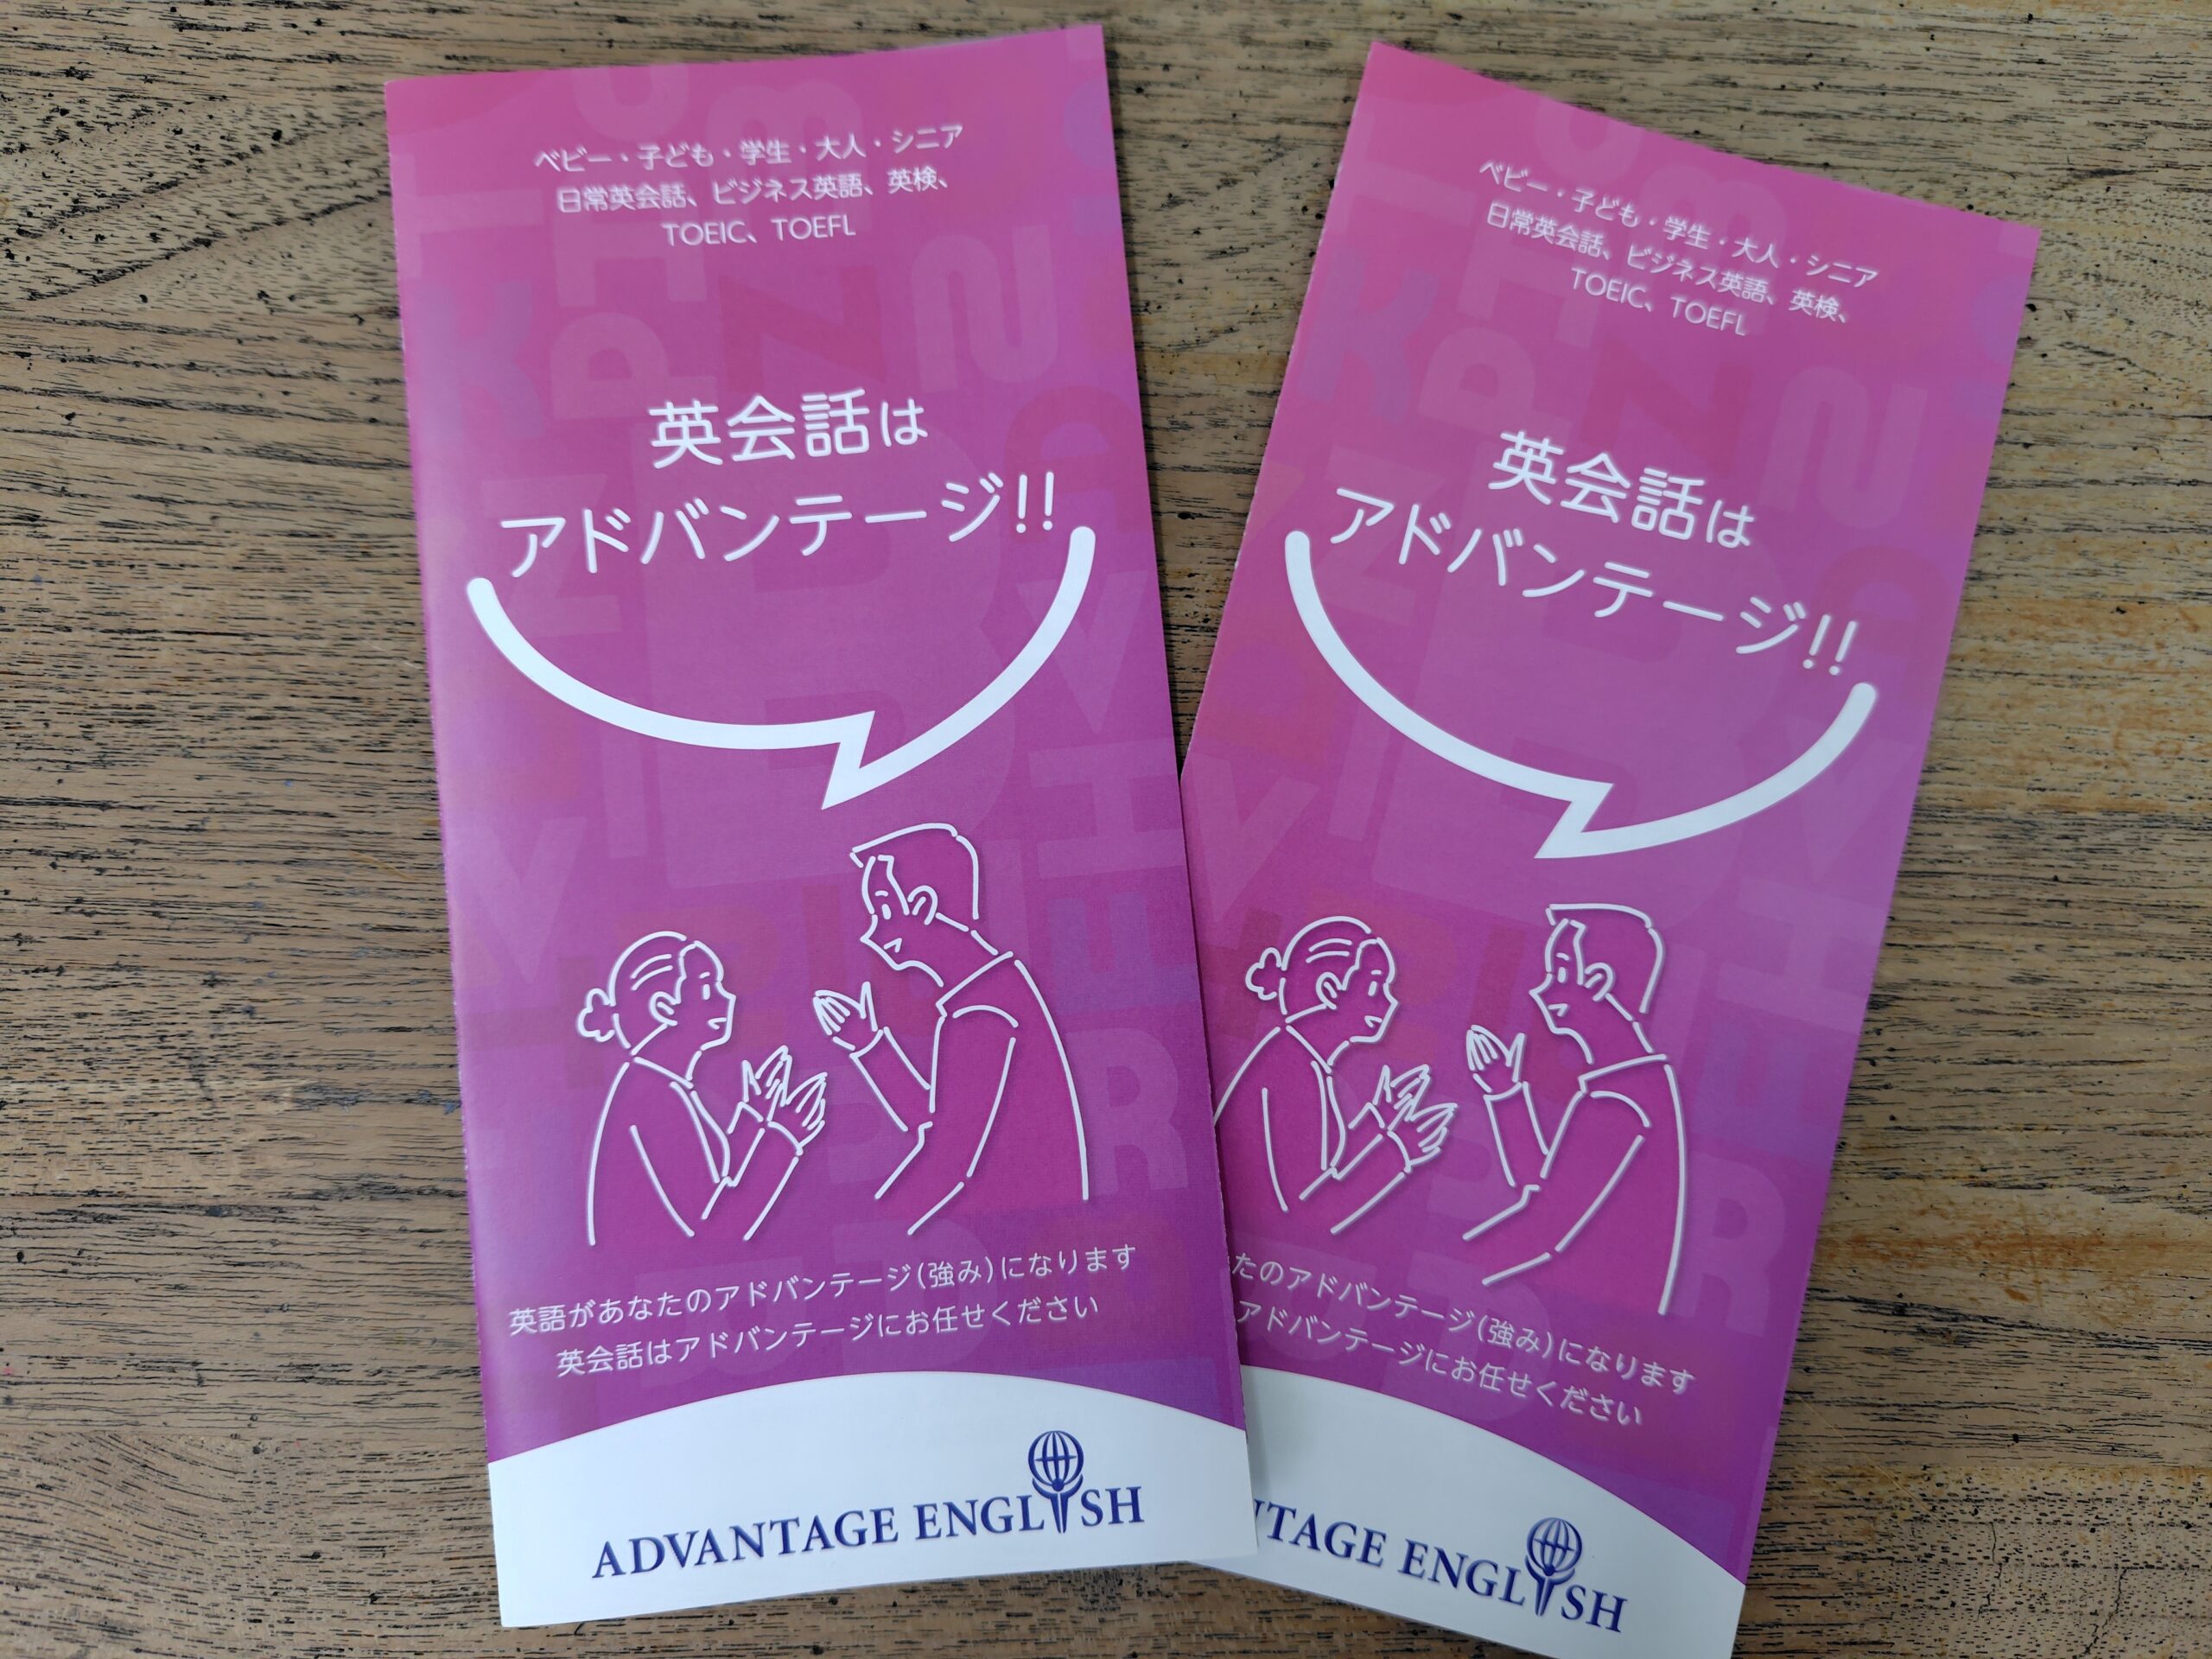 ベビー・子ども・学生・大人・シニア
日常英会話、ビジネス英語、英検、
TOEIC、TOEFL
英会話は
アドバンテージ!!
英語があなたのアドバンテージ(強み)になります
英会話はアドバンテージにお任せください
ADVANTAGE ENGLISH
ベビー・子ども・学生・大人・シニア
日常英会話、ビジネス英語、英検、
TOEIC、TOEFL
英会話は
アドバンテージ!!
たのアドバンテージ(強み)になります
アドバンテージにお任せください
NTAGE ENGLISH